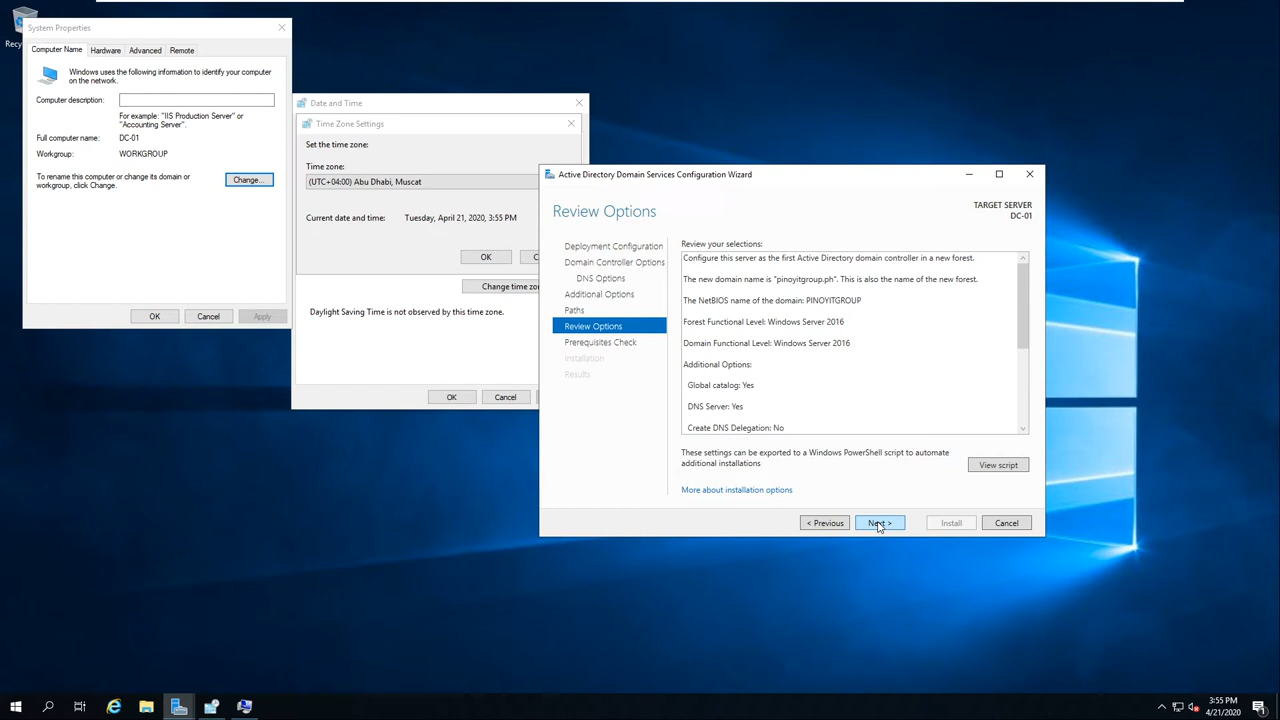 Recy
System Properties
Computer Name
Hardware
Advanced
Remote
Windows uses the following information to identify your computer
on the network.
Computer description:
For example: "IIS Production Server" or
"Accounting Server".
Full computer name:
DC-01
Workgroup:
WORKGROUP
To rename this computer or change its domain or
workgroup, click Change.
Change...
OK
Cancel
Apply
Date and Time
Time Zone Settings
Set the time zone:
Time zone:
(UTC+04:00) Abu Dhabi, Muscat
Current date and time:
Tuesday, April 21, 2020, 3:55 PM
OK
C
Change time zo
Daylight Saving Time is not observed by this time zone.
OK
Cancel
Active Directory Domain Services Configuration Wizard
Review Options
TARGET SERVER
DC-01
Deployment Configuration
Domain Controller Options
DNS Options
Additional Options
Paths
Review Options
Prerequisites Check
Installation
Results
Review your selections:
Configure this server as the first Active Directory domain controller in a new forest.
The new domain name is "pinoyitgroup.ph". This is also the name of the new forest.
The NetBIOS name of the domain: PINOYITGROUP
Forest Functional Level: Windows Server 2016
Domain Functional Level: Windows Server 2016
Additional Options:
Global catalog: Yes
DNS Server: Yes
Create DNS Delegation: No
These settings can be exported to a Windows PowerShell script to automate
additional installations
View script
More about installation options
< Previous
Next >
Install
Cancel
3:55 PM
4/21/2020
1